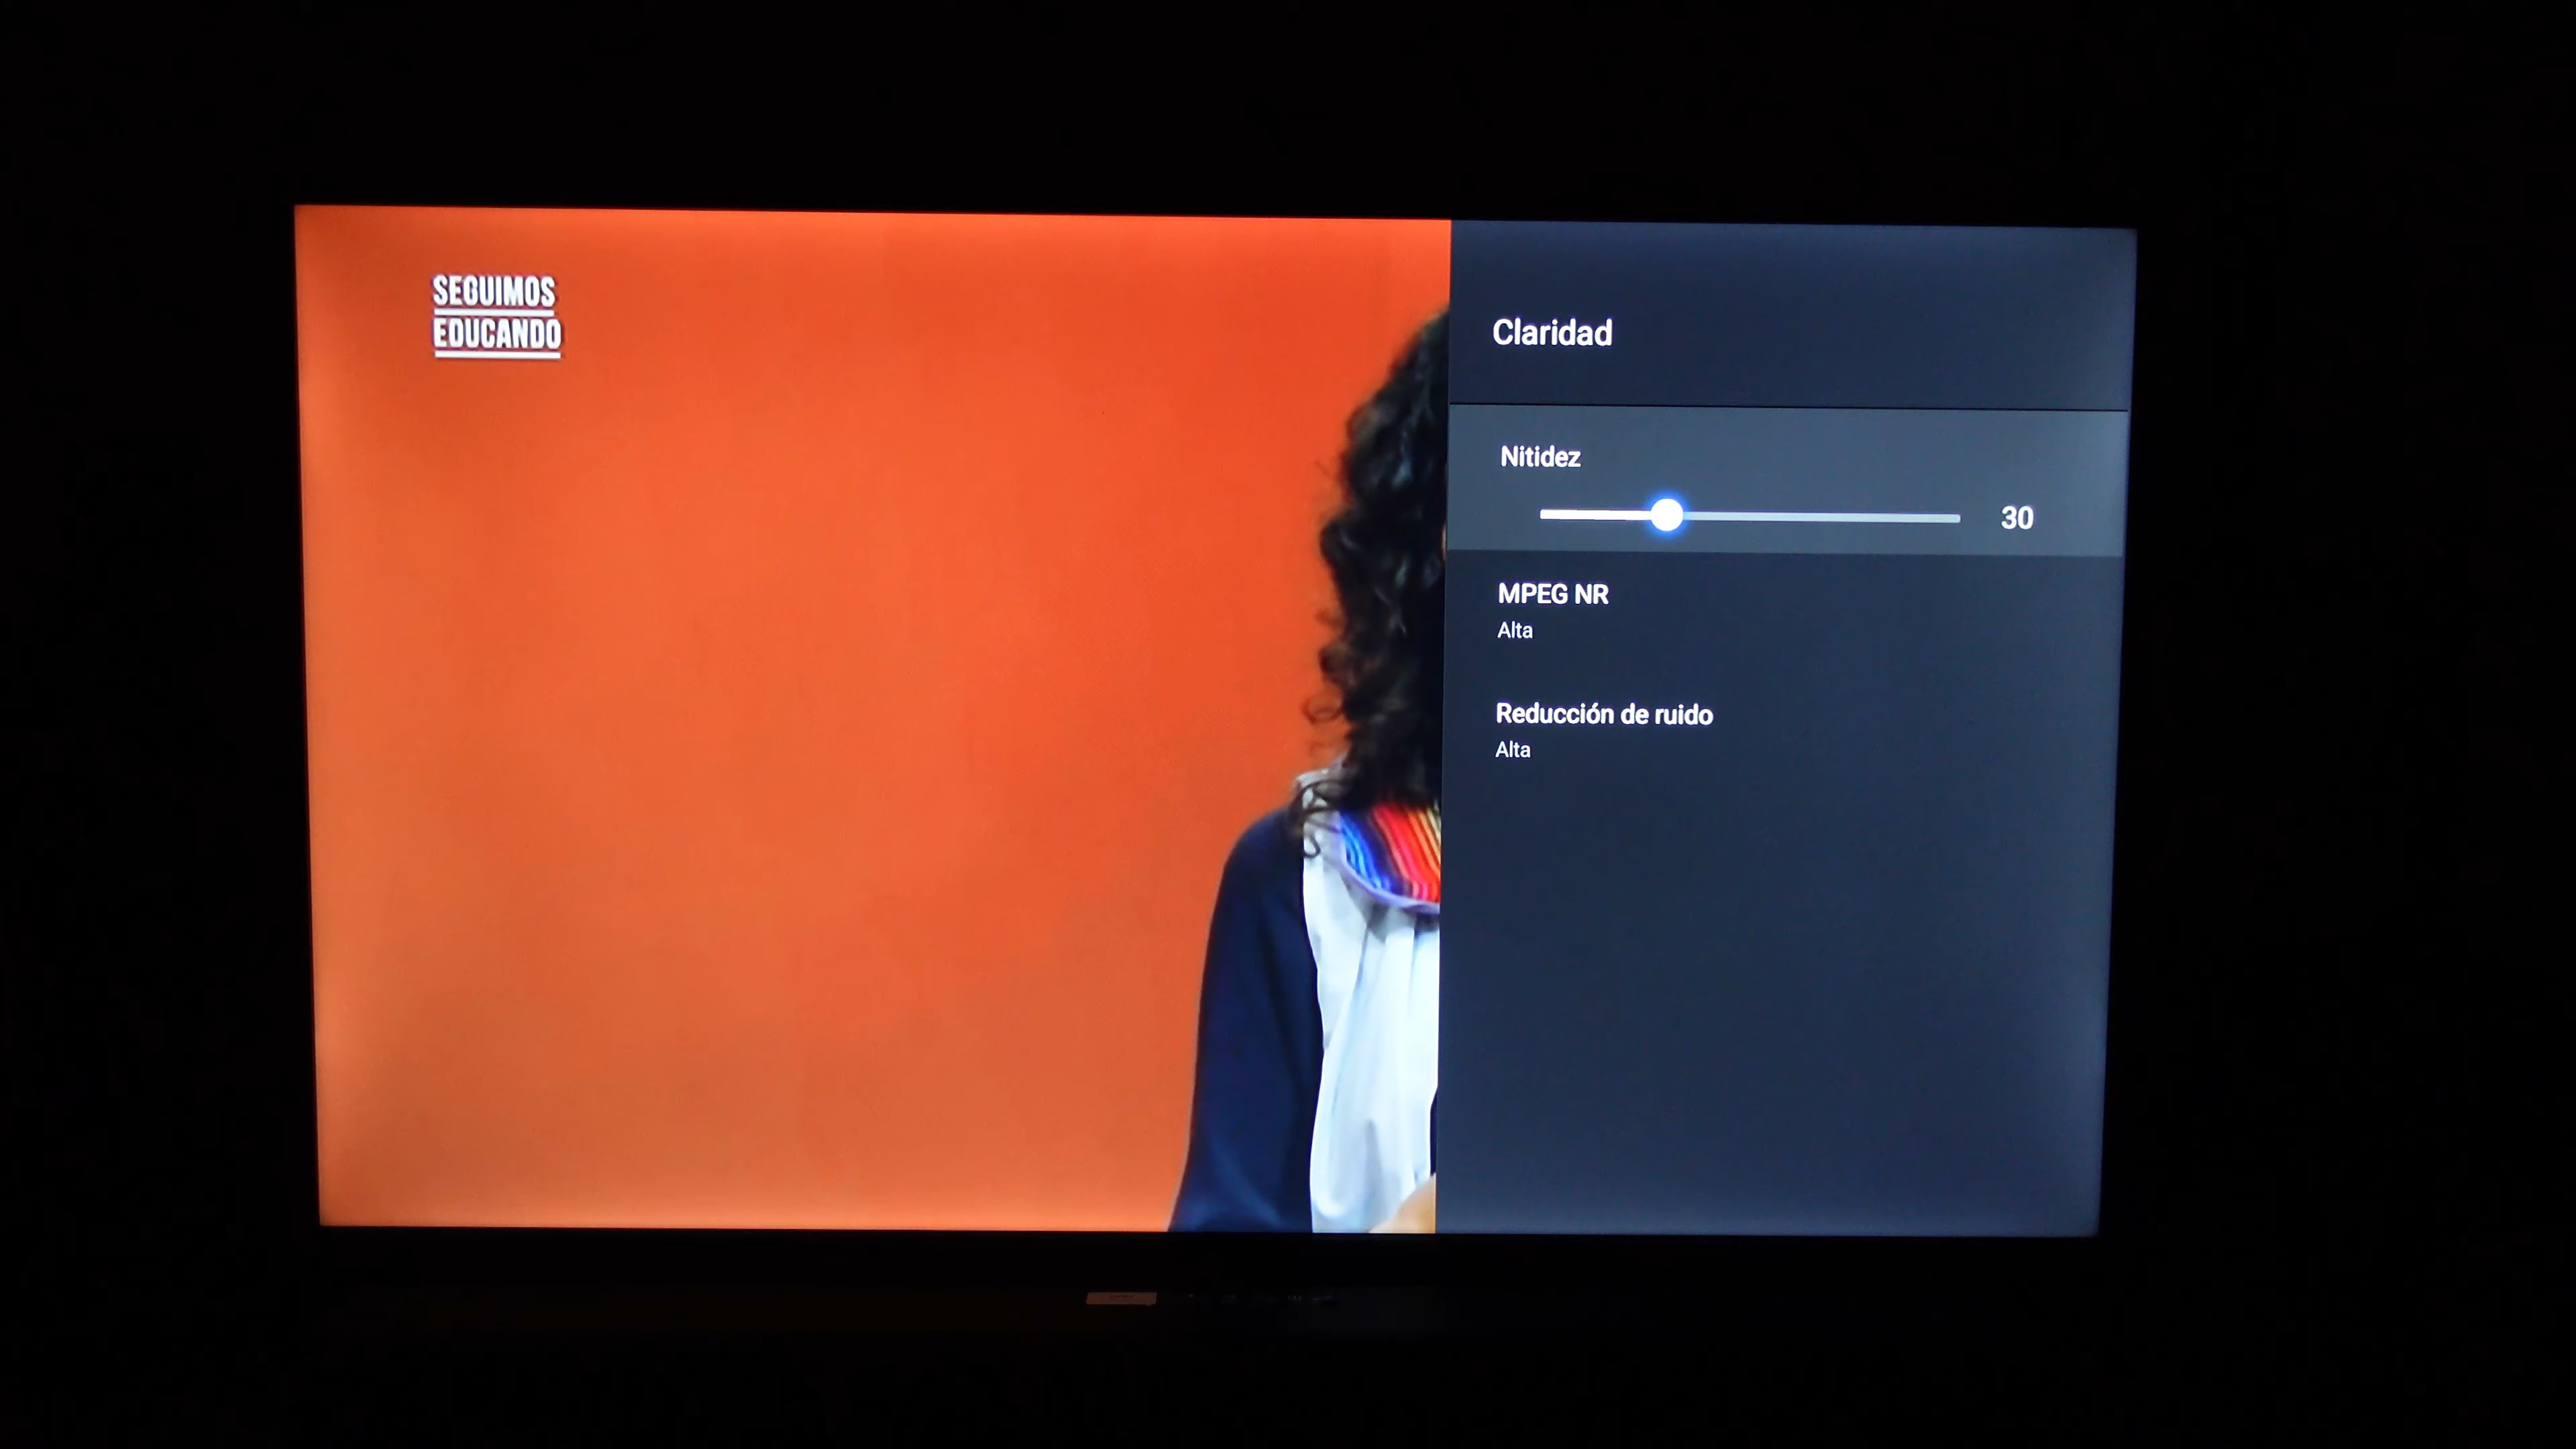 SEGUIMOS
EDUCANDO
Claridad
Nitidez
30
MPEG NR
Alta
Reducción de ruido
Alta